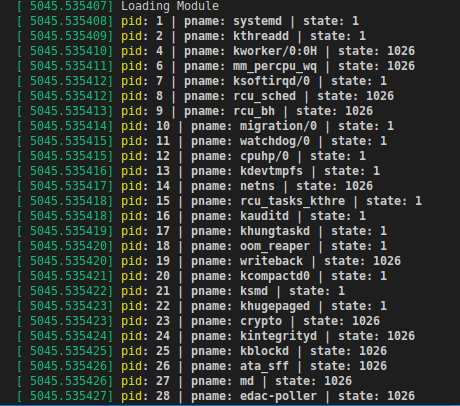 [ 5045.535407] Loading Module
[ 5045.535408] pid: 1 | pname: systemd | state: 1
[ 5045.535409] pid: 2 | pname: kthreadd | state: 1
[ 5045.535410] pid: 4 | pname: kworker/0:0H | state: 1026
[ 5045.535411] pid: 6 | pname: mm_percpu_wq | state: 1026
[ 5045.535412] pid: 7 | pname: ksoftirqd/0 | state: 1
[ 5045.535412] pid: 8 | pname: rcu_sched | state: 1026
[ 5045.535413] pid: 9 | pname: rcu_bh | state: 1026
[ 5045.535414] pid: 10 | pname: migration/0 | state: 1
[ 5045.535415] pid: 11 | pname: watchdog/0 | state: 1
[ 5045.535415] pid: 12 | pname: cpuhp/0 | state: 1
[ 5045.535416] pid: 13 | pname: kdevtmpfs | state: 1
[ 5045.535417] pid: 14 | pname: netns | state: 1026
[ 5045.535418] pid: 15 | pname: rcu_tasks_kthre | state: 1
[ 5045.535418] pid: 16 | pname: kauditd | state: 1
[ 5045.535419] pid: 17 | pname: khungtaskd | state: 1
[ 5045.535420] pid: 18 | pname: oom_reaper | state: 1
[ 5045.535420] pid: 19 | pname: writeback | state: 1026
[ 5045.535421] pid: 20 | pname: kcompactd0 | state: 1
[ 5045.535422] pid: 21 | pname: ksmd | state: 1
[ 5045.535423] pid: 22 | pname: khugepaged | state: 1
[ 5045.535423] pid: 23 | pname: crypto | state: 1026
[ 5045.535424] pid: 24 | pname: kintegrityd | state: 1026
[ 5045.535425] pid: 25 | pname: kblockd | state: 1026
[ 5045.535426] pid: 26 | pname: ata_sff | state: 1026
[ 5045.535426] pid: 27 | pname: md | state: 1026
[ 5045.535427] pid: 28 | pname: edac-poller | state: 1026